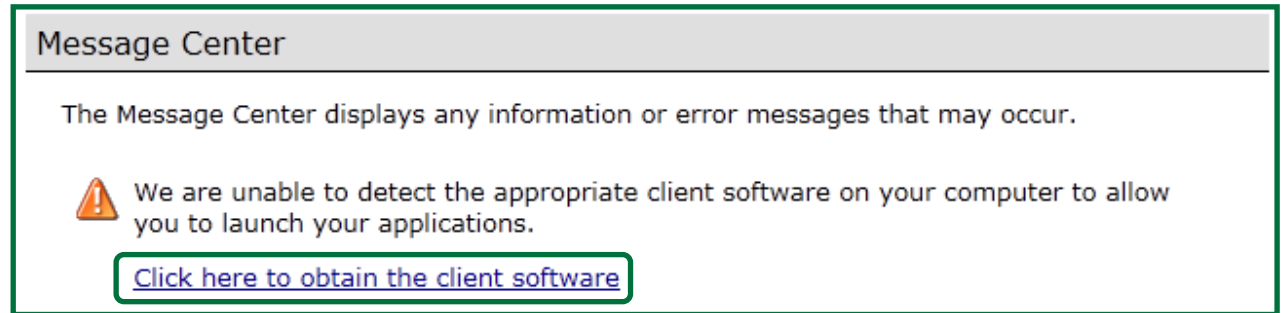 Message Center
The Message Center displays any information or error messages that may occur.
We are unable to detect the appropriate client software on your computer to allow
you to launch your applications.
Click here to obtain the client software